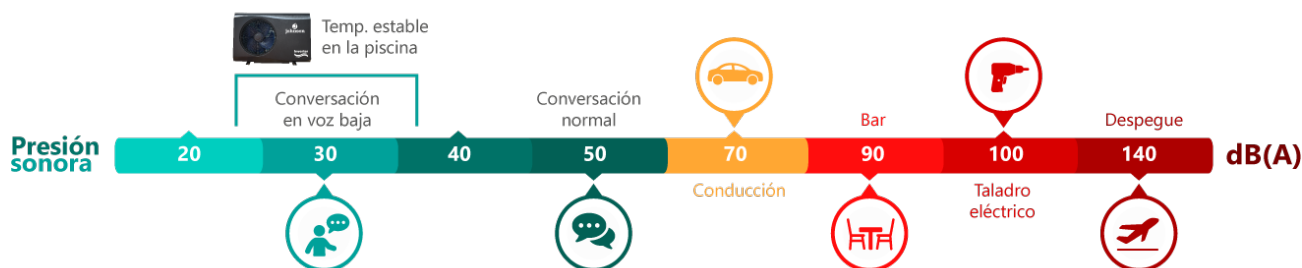 Temp. estable
en la piscina
Johnson
Conversación
en voz baja
Conversación
normal
Bar
Despegue
Presión
sonora
20
30
40
50
70
90
100
140
dB(A)
Conducción
Taladro
eléctrico